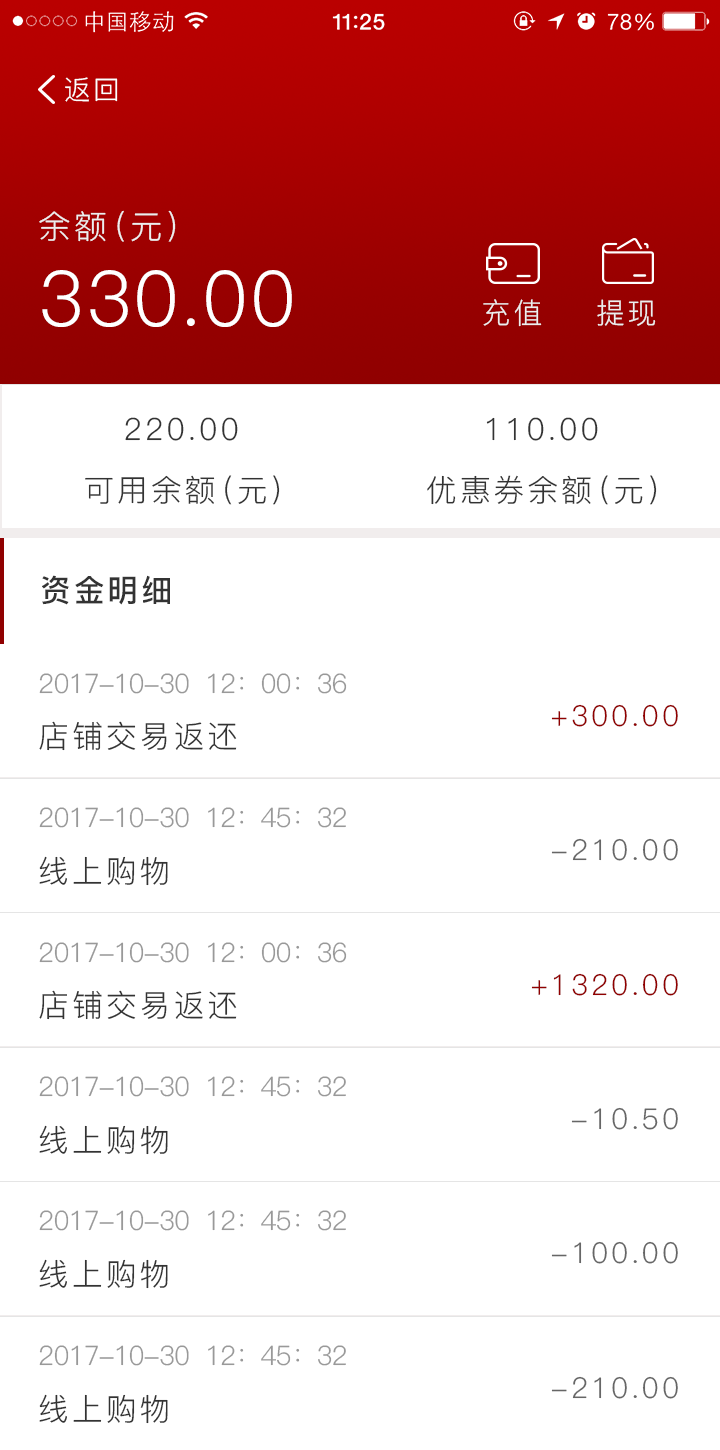 中国移动 11:25 78%
返回
余额(元)
330.00
充值 提现
220.00 110.00
可用余额(元) 优惠券余额(元)
资金明细
2017-10-30 12: 00: 36
+300.00
店铺交易返还
2017-10-30 12: 45: 32
-210.00
线上购物
2017-10-30 12: 00: 36
+1320.00
店铺交易返还
2017-10-30 12: 45: 32
-10.50
线上购物
2017-10-30 12: 45: 32
-100.00
线上购物
2017-10-30 12: 45: 32
-210.00
线上购物